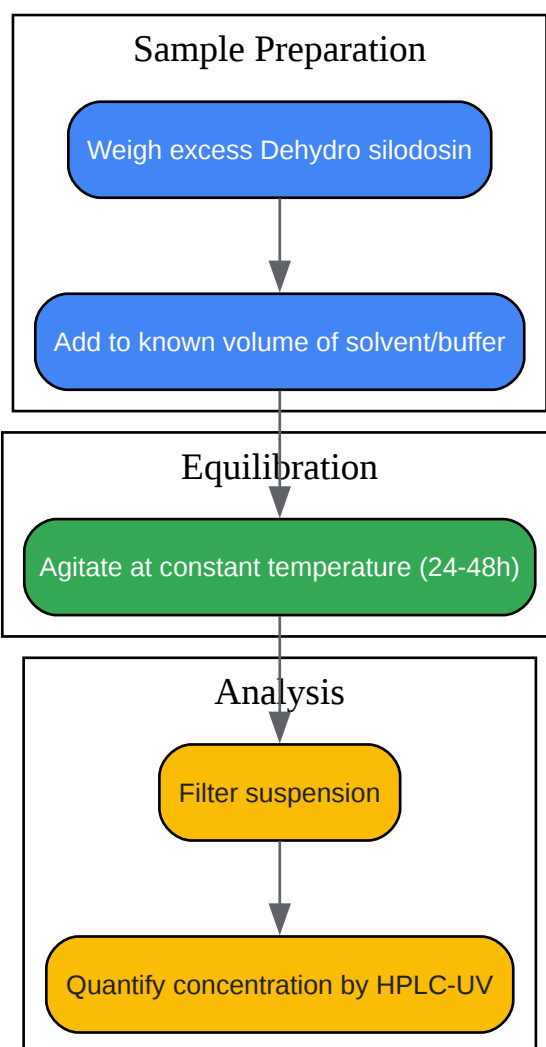 Sample Preparation
Weigh excess Dehydro silodosin
Add to known volume of solvent/buffer
Equilibration
Agitate at constant temperature (24-48h)
Analysis
Filter suspension
Quantify concentration by HPLC-UV